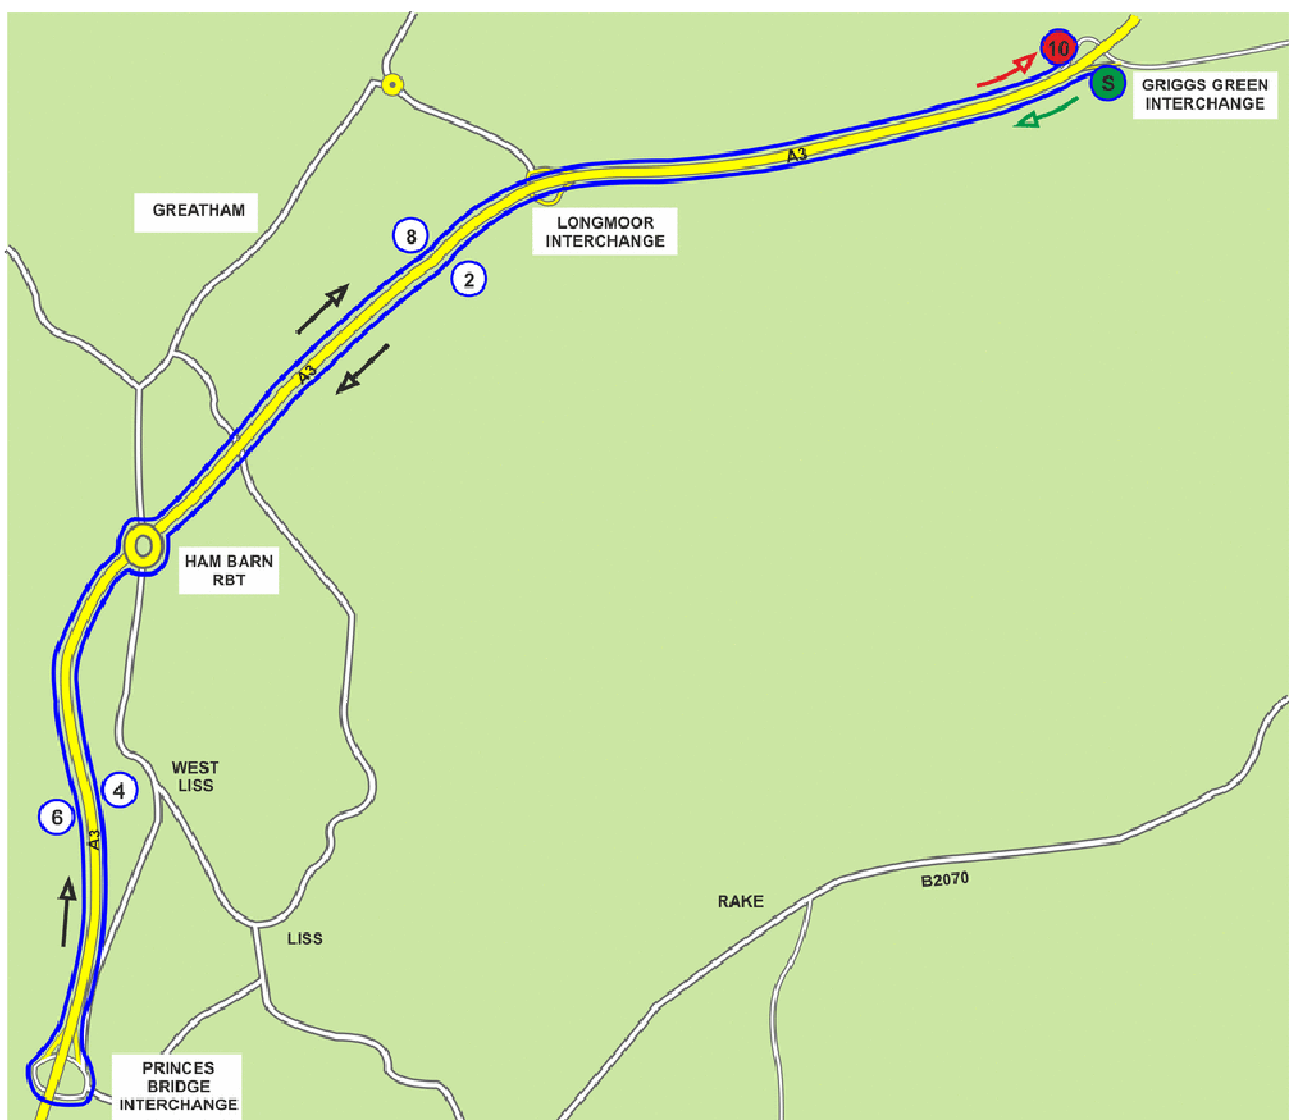 10
S
GRIGGS GREEN
INTERCHANGE
A3
GREATHAM
LONGMOOR
INTERCHANGE
8
2
A3
HAM BARN
RBT
WEST
LISS
4
6
A3
B2070
RAKE
LISS
PRINCES
BRIDGE
INTERCHANGE